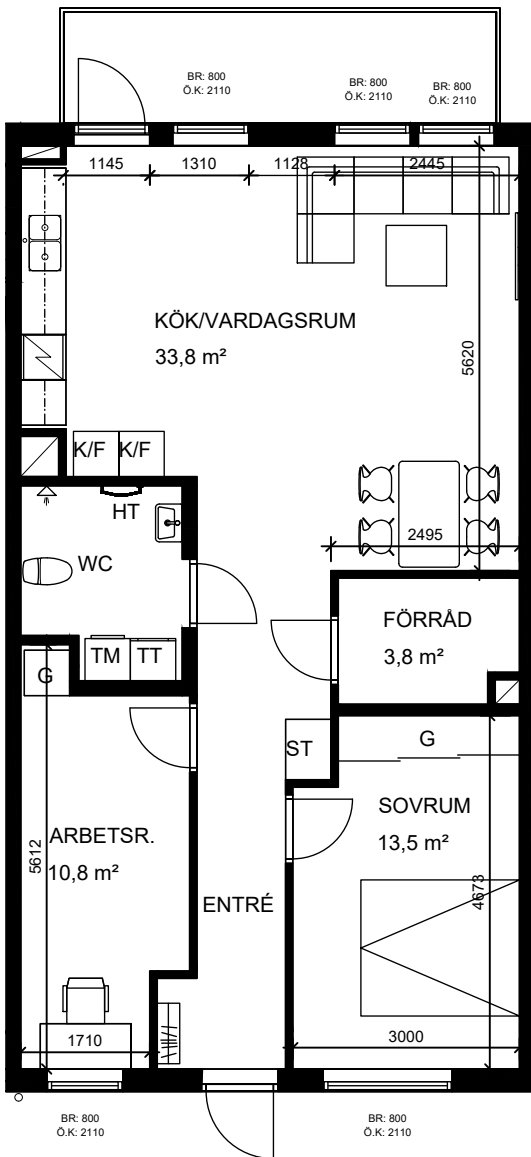 BR: 800
Ö.K: 2110
BR: 800
Ö.K: 2110
BR: 800
Ö.K: 2110
1145
1310
1128
2445
KÖK/VARDAGSRUM
33,8 m²
5620
K/F
K/F
HT
WC
2495
TM
TT
G
FÖRRÅD
3,8 m²
ST
G
ARBETSR.
10,8 m²
5612
SOVRUM
13,5 m²
4673
ENTRÉ
1710
3000
BR: 800
Ö.K: 2110
BR: 800
Ö.K: 2110